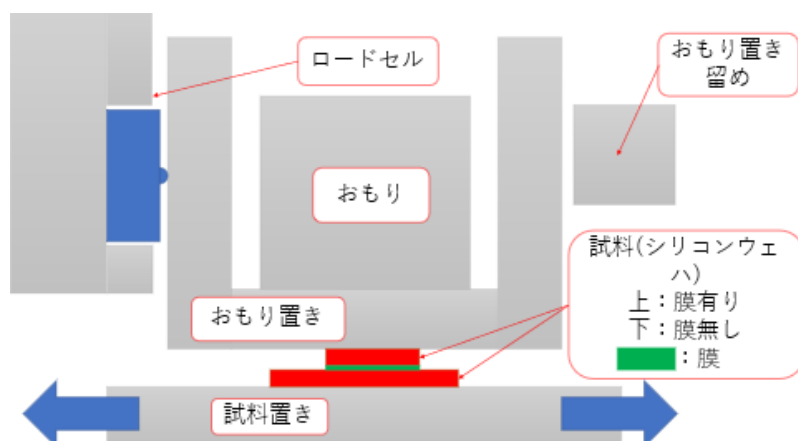 ロードセル
おもり置き
留め
おもり
試料(シリコンウェ
ハ)
上：膜有り
下：膜無し
：膜
おもり置き
試料置き